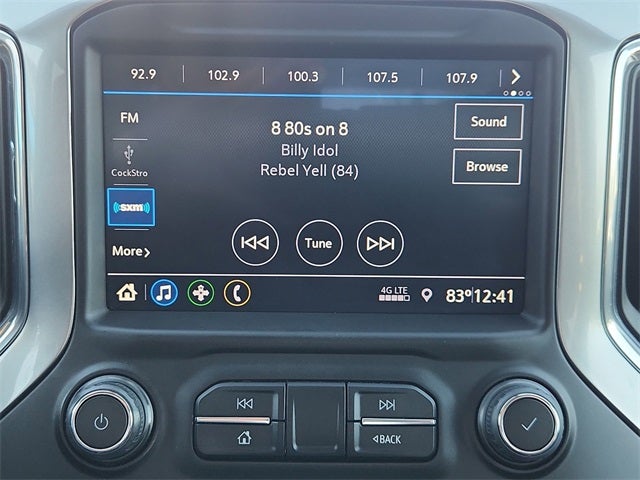 92.9 102.9 100.3 107.5 107.9
FM
8 80s on 8
Sound
Billy Idol
CockStro
Rebel Yell (84)
Browse
sxm
More
Tune
4G LTE
83° 12:41
BACK